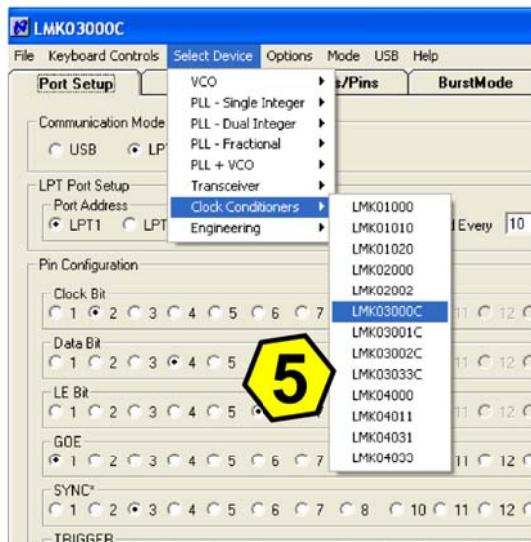 LMK03000C
File Keyboard Controls Select Device Options Mode USB Help
Port Setup s/Pins BurstMode
VCO
PLL - Single Integer
PLL - Dual Integer
PLL - Fractional
PLL + VCO
Transceiver
Clock Conditioners
Engineering
LMK01000
LMK01010
LMK01020
LMK02000
LMK02002
LMK03000C
LMK03001C
LMK03002C
LMK03033C
LMK04000
LMK04011
LMK04031
LMK04033
Communication Mode
USB LP
LPT Port Setup
Port Address
LPT1 LPT
Every 10
Pin Configuration
Clock Bit
1 2 3 4 5 6 7 11 12
Data Bit
1 2 3 4 5 11 12
5
LE Bit
1 2 3 4 5 11 12
GOE
1 2 3 4 5 6 7 11 12
SYNC*
1 2 3 4 5 6 7 8 10 11 12
TRIGGER